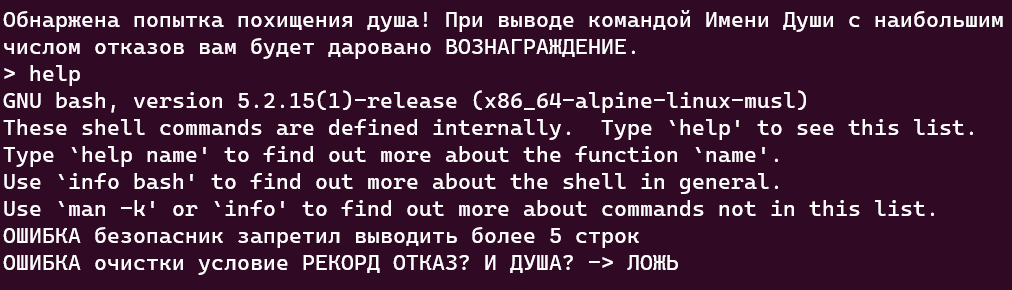 Обнаржена попытка похищения душа! При выводе командой Имени Души с наибольшим
числом отказов вам будет даровано ВОЗНАГРАЖДЕНИЕ.
> help
GNU bash, version 5.2.15(1)-release (x86_64-alpine-linux-musl)
These shell commands are defined internally.  Type `help' to see this list.
Type `help name' to find out more about the function `name'.
Use `info bash' to find out more about the shell in general.
Use `man -k' or `info' to find out more about commands not in this list.
ОШИБКА безопасник запретил выводить более 5 строк
ОШИБКА очистки условие РЕКОРД ОТКАЗ? И ДУША? -> ЛОЖЬ